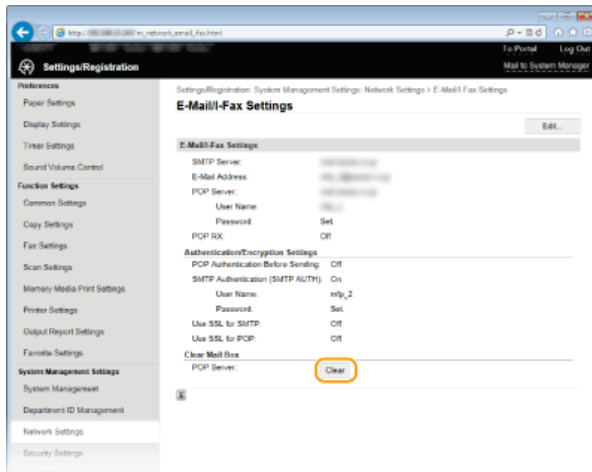 http://
/m_network_email_fax.html
To Portal Log Out
Settings/Registration
Mail to System Manager
Preferences
Paper Settings
Display Settings
Timer Settings
Sound Volume Control
Function Settings
Common Settings
Copy Settings
Fax Settings
Scan Settings
Memory Media Print Settings
Printer Settings
Output Report Settings
Favorite Settings
System Management Settings
System Management
Department ID Management
Network Settings
Security Settings
Settings/Registration: System Management Settings: Network Settings > E-Mail/I-Fax Settings
E-Mail/I-Fax Settings
Edit...
E-Mail/I-Fax Settings
SMTP Server:
E-Mail Address:
POP Server:
User Name:
Password: Set
POP RX: Off
Authentication/Encryption Settings
POP Authentication Before Sending: Off
SMTP Authentication (SMTP AUTH): On
User Name: mfp_2
Password: Set
Use SSL for SMTP: Off
Use SSL for POP: Off
Clear Mail Box
POP Server: Clear